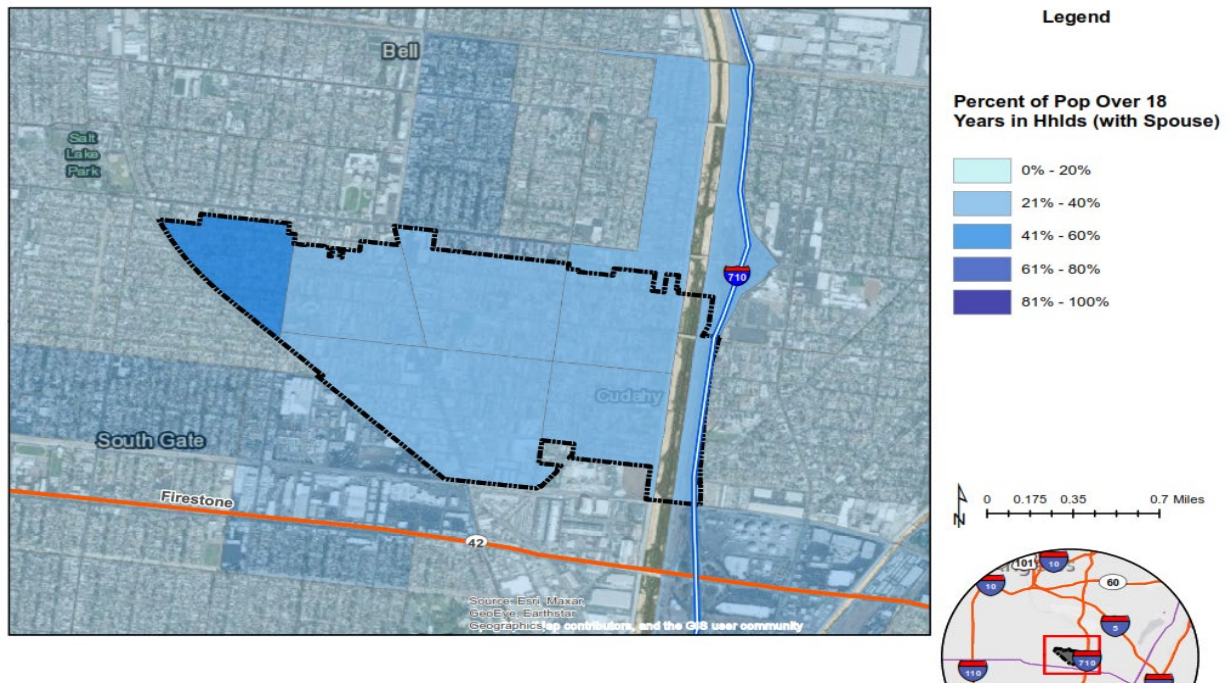 Legend
Bell
Percent of Pop Over 18
Years in Hhlds (with Spouse)
Salt
Lake
Park
0% - 20%
21% - 40%
41% - 60%
61% - 80%
81% - 100%
710
Cudahy
South Gate
Firestone
42
N
0 0.175 0.35 0.7 Miles
Source: Esri, Maxar,
GeoEye, Earthstar
Geographics, contributors, and the GIS user community
101
10
10
60
5
710
110